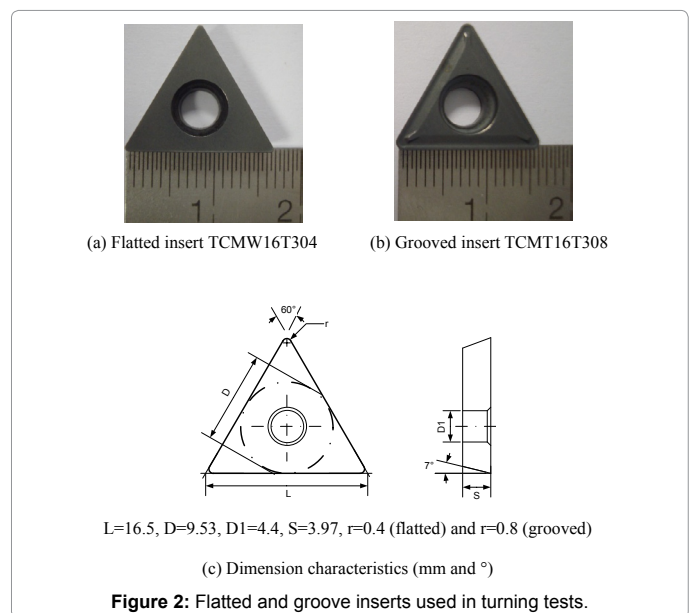 1
2
1
2
(a) Flatted insert TCMW16T304
(b) Grooved insert TCMT16T308
60°
r
D
L
D1
7°
S
L=16.5, D=9.53, D1=4.4, S=3.97, r=0.4 (flatted) and r=0.8 (grooved)
(c) Dimension characteristics (mm and °)
Figure 2: Flatted and groove inserts used in turning tests.